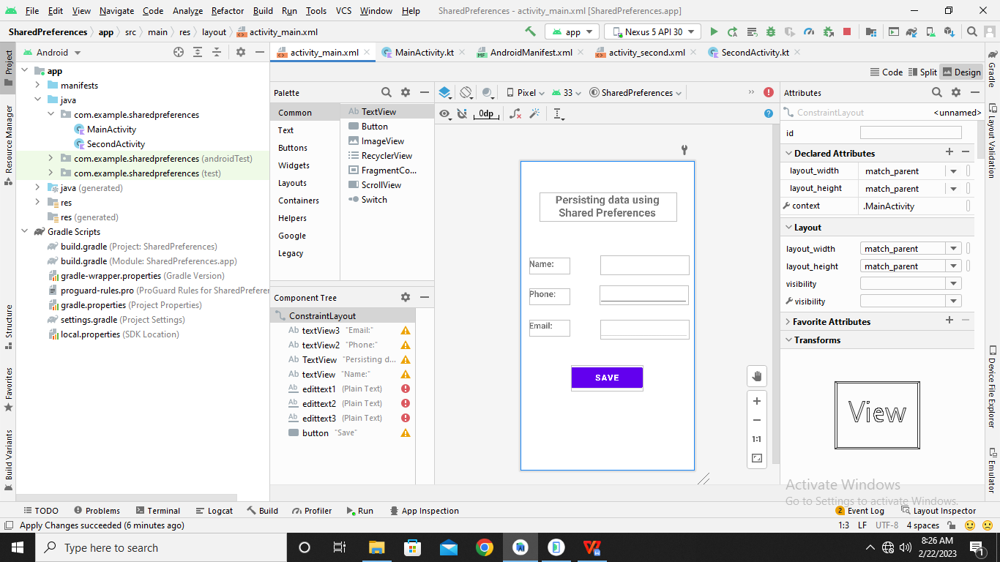 File Edit View Navigate Code Analyze Refactor Build Run Tools VCS Window Help SharedPreferences - activity_main.xml [SharedPreferences.app]
SharedPreferences app src main res layout activity_main.xml app Nexus 5 API 30
Project
Resource Manager
Structure
Favorites
Build Variants
Android
app
manifests
java
com.example.sharedpreferences
MainActivity
SecondActivity
com.example.sharedpreferences (androidTest)
com.example.sharedpreferences (test)
java (generated)
res
res (generated)
Gradle Scripts
build.gradle (Project: SharedPreferences)
build.gradle (Module: SharedPreferences.app)
gradle-wrapper.properties (Gradle Version)
proguard-rules.pro (ProGuard Rules for SharedPreferer
gradle.properties (Project Properties)
settings.gradle (Project Settings)
local.properties (SDK Location)
activity_main.xml MainActivity.kt AndroidManifest.xml activity_second.xml SecondActivity.kt
Code Split Design
Palette
Common
Text
Buttons
Widgets
Layouts
Containers
Helpers
Google
Legacy
Ab TextView
Button
ImageView
RecyclerView
FragmentCo...
ScrollView
Switch
Component Tree
ConstraintLayout
Ab textView3 "Email:"
Ab textView2 "Phone:"
Ab TextView "Persisting d...
Ab textView "Name:"
Ab edittext1 (Plain Text)
Ab edittext2 (Plain Text)
Ab edittext3 (Plain Text)
button "Save"
Pixel 33 SharedPreferences
0dp
Persisting data using
Shared Preferences
Name:
Phone:
Email:
SAVE
1:1
Attributes
ConstraintLayout <unnamed>
id
Declared Attributes
layout_width match_parent
layout_height match_parent
context .MainActivity
Layout
layout_width match_parent
layout_height match_parent
visibility
visibility
Favorite Attributes
Transforms
View
Activate Windows
Go to Settings to activate Windows.
Gradle
Layout Validation
Device File Explorer
Emulator
TODO Problems Terminal Logcat Build Profiler Run App Inspection 2 Event Log Layout Inspector
Apply Changes succeeded (6 minutes ago) 1:3 LF UTF-8 4 spaces
Type here to search
8:26 AM
2/22/2023
1